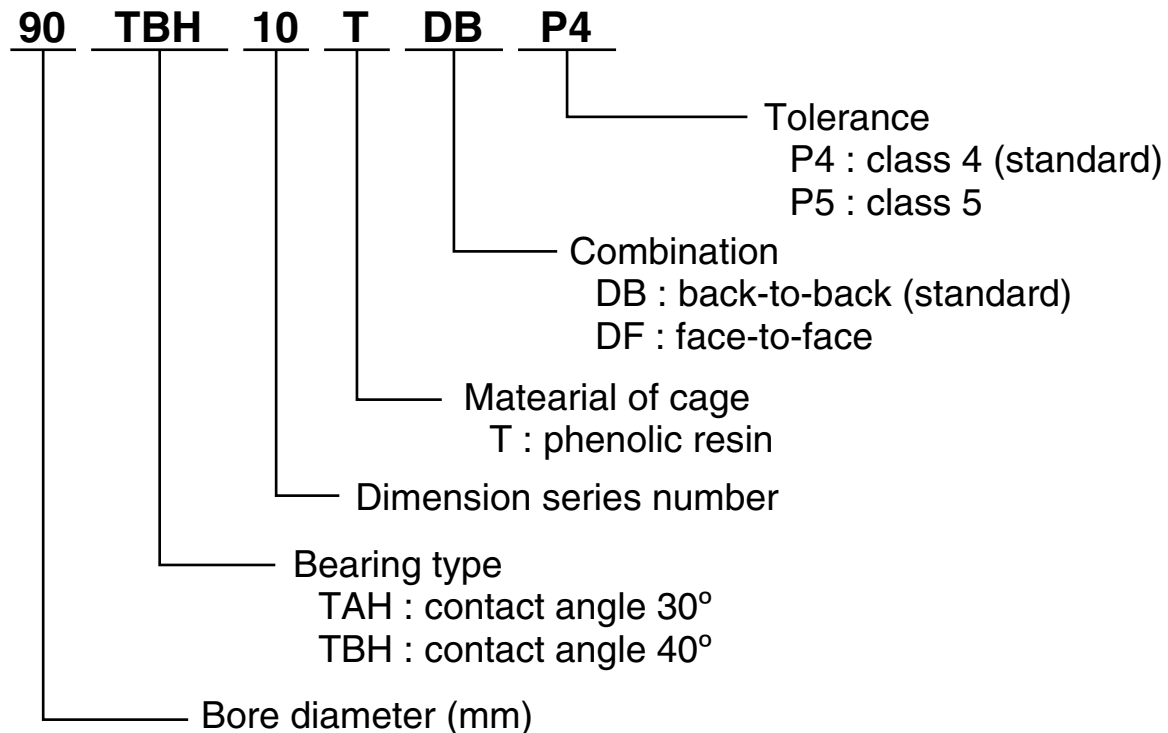 90 TBH 10 T DB P4
Tolerance
P4 : class 4 (standard)
P5 : class 5
Combination
DB : back-to-back (standard)
DF : face-to-face
Matearial of cage
T : phenolic resin
Dimension series number
Bearing type
TAH : contact angle 30º
TBH : contact angle 40º
Bore diameter (mm)